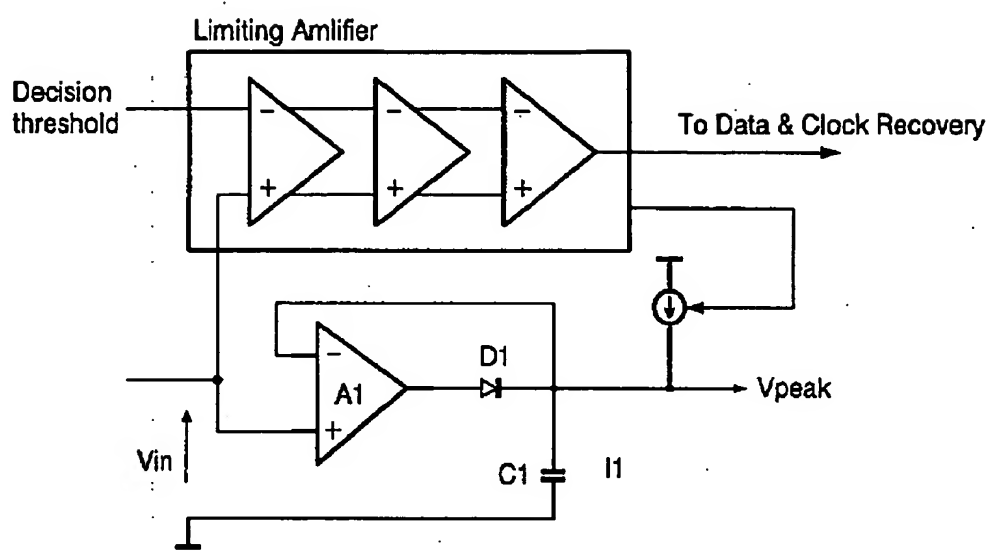 Limiting Amlifier
Decision
threshold
To Data & Clock Recovery
−
−
−
+
+
+
D1
−
A1
+
Vpeak
Vin
C1
I1